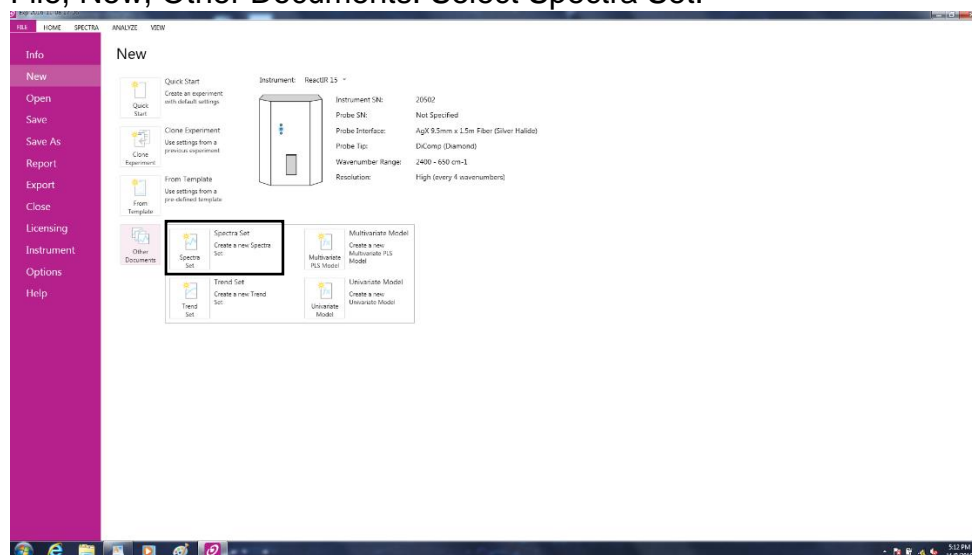 File, New, Other Documents. Select Spectra Set.
FILE HOME SPECTRA ANALYZE VIEW
Info
New
Open
Save
Save As
Report
Export
Close
Licensing
Instrument
Options
Help
New
Quick Start
Quick Start
Create an experiment with default settings
Clone Experiment
Clone Experiment
Use settings from a previous experiment
From Template
From Template
Use settings from a pre-defined template
Other Documents
Instrument: ReactIR 15
Instrument SN: 20502
Probe SN: Not Specified
Probe Interface: AgX 9.5mm x 1.5m Fiber (Silver Halide)
Probe Tip: DiComp (Diamond)
Wavenumber Range: 2400 - 650 cm-1
Resolution: High (every 4 wavenumbers)
Spectra Set
Spectra Set
Create a new Spectra Set
Multivariate PLS Model
Multivariate Model
Create a new Multivariate PLS Model
Trend Set
Trend Set
Create a new Trend Set
Univariate Model
Univariate Model
Create a new Univariate Model
5:12 PM